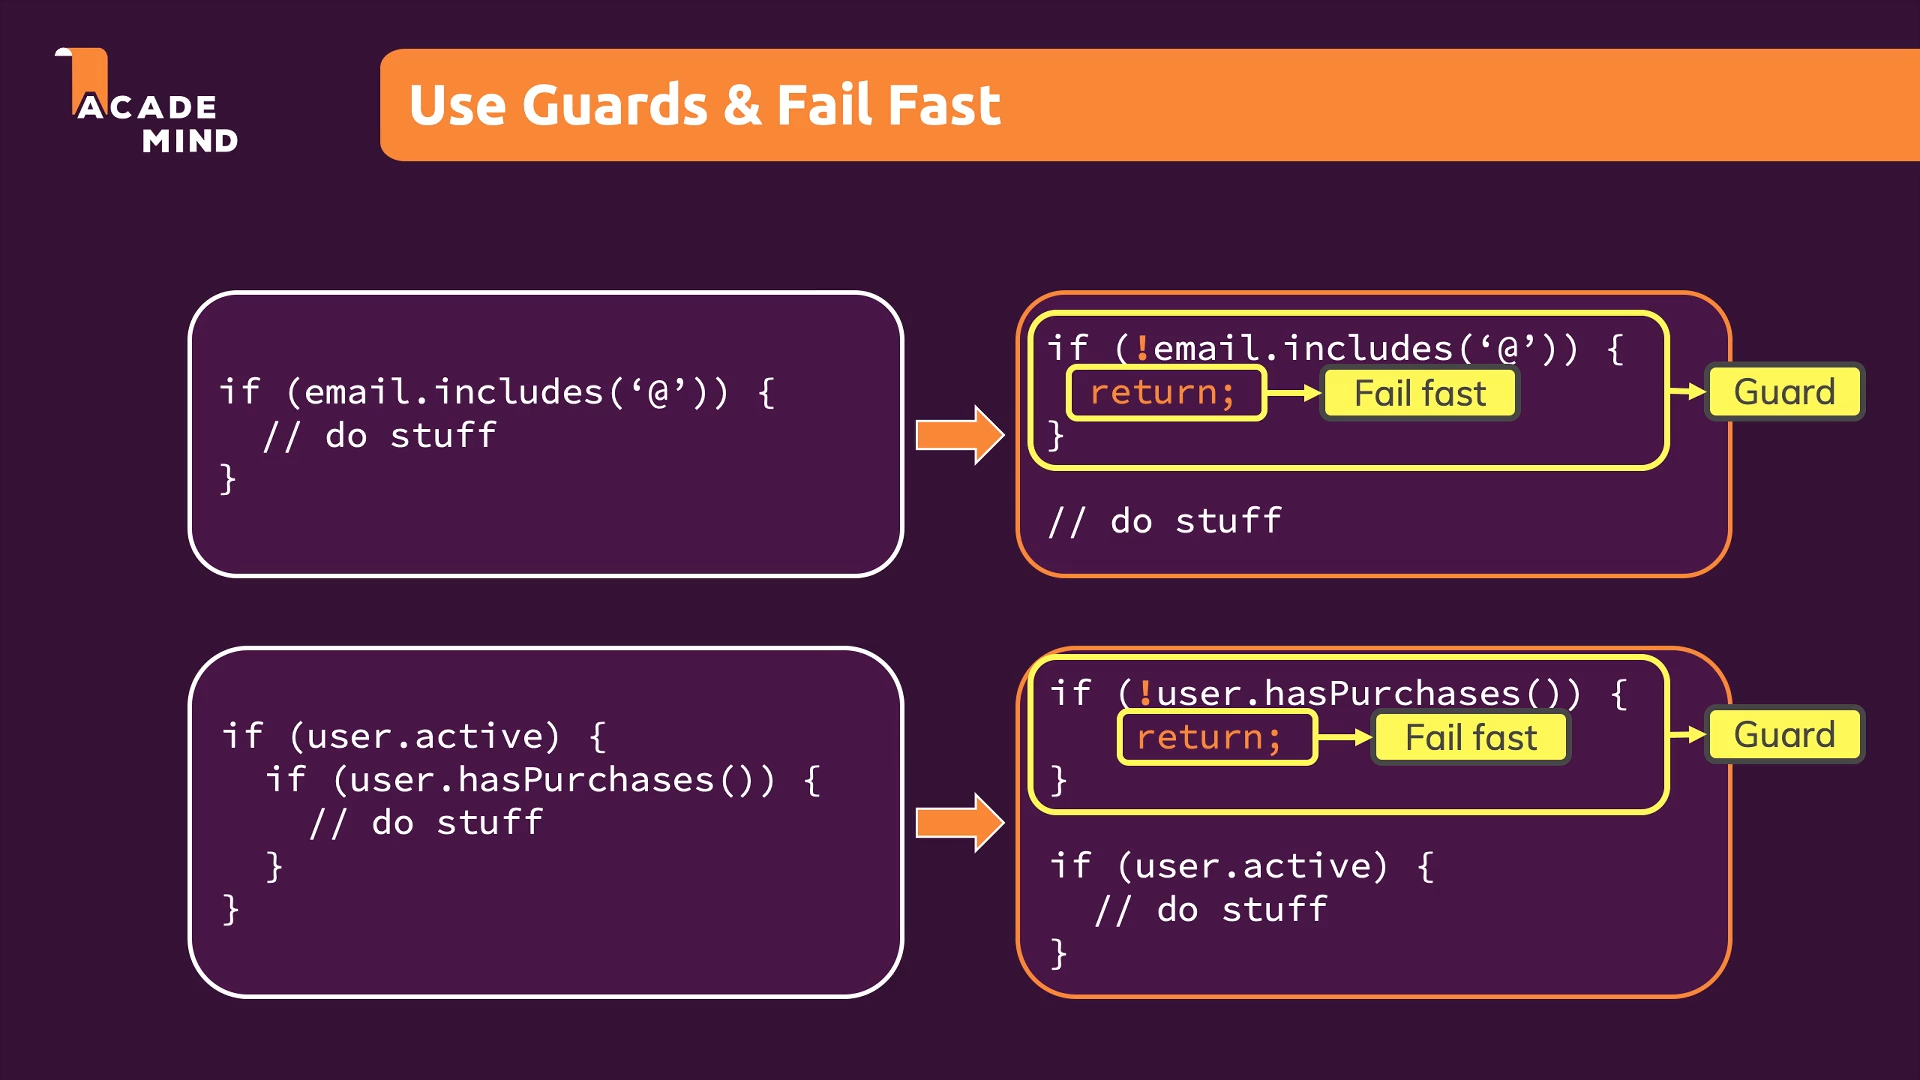 ACADE
MIND
Use Guards & Fail Fast
if (email.includes(‘@’)) {
// do stuff
}
if (!email.includes(‘@’)) {
return;
Fail fast
}
Guard
// do stuff
if (user.active) {
if (user.hasPurchases()) {
// do stuff
}
}
if (!user.hasPurchases()) {
return;
Fail fast
}
Guard
if (user.active) {
// do stuff
}